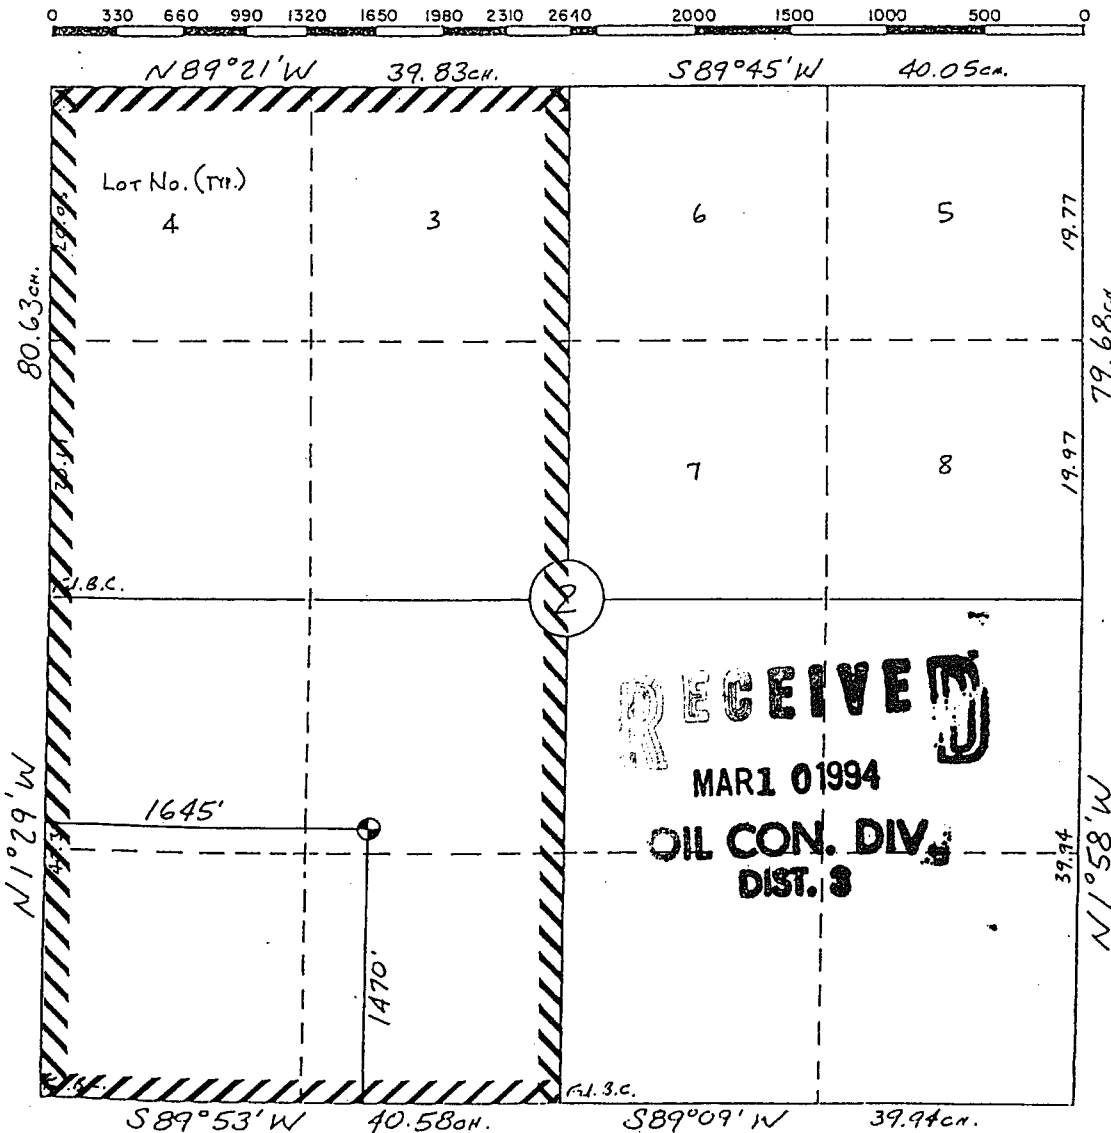 0 330 660 990 1320 1650 1980 2310 2640 2000 1500 1000 500 0
N89°21'W 39.83CH. S89°45'W 40.05CH.
LOT No. (TYP.)
4 3 6 5
19.77
80.63CH.
79.68CH.
7 8
19.97
Fd.B.C.
2
RECEIVED
MAR10 1994
OIL CON. DIV.
DIST. 3
N1°29'W
1645'
1470'
39.94
N1°58'W
Fd.B.C.
S89°53'W 40.58CH. S89°09'W 39.94CH.